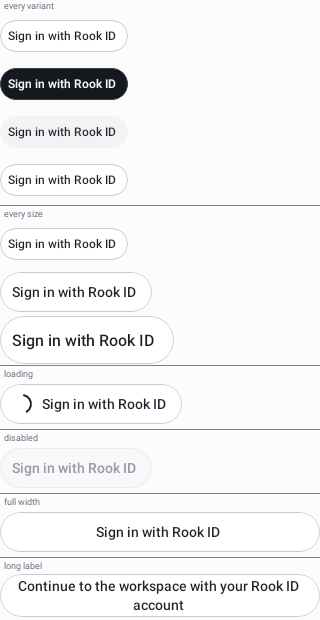 every variant
Sign in with Rook ID
Sign in with Rook ID
Sign in with Rook ID
Sign in with Rook ID
every size
Sign in with Rook ID
Sign in with Rook ID
Sign in with Rook ID
loading
Sign in with Rook ID
disabled
Sign in with Rook ID
full width
Sign in with Rook ID
long label
Continue to the workspace with your Rook ID
account